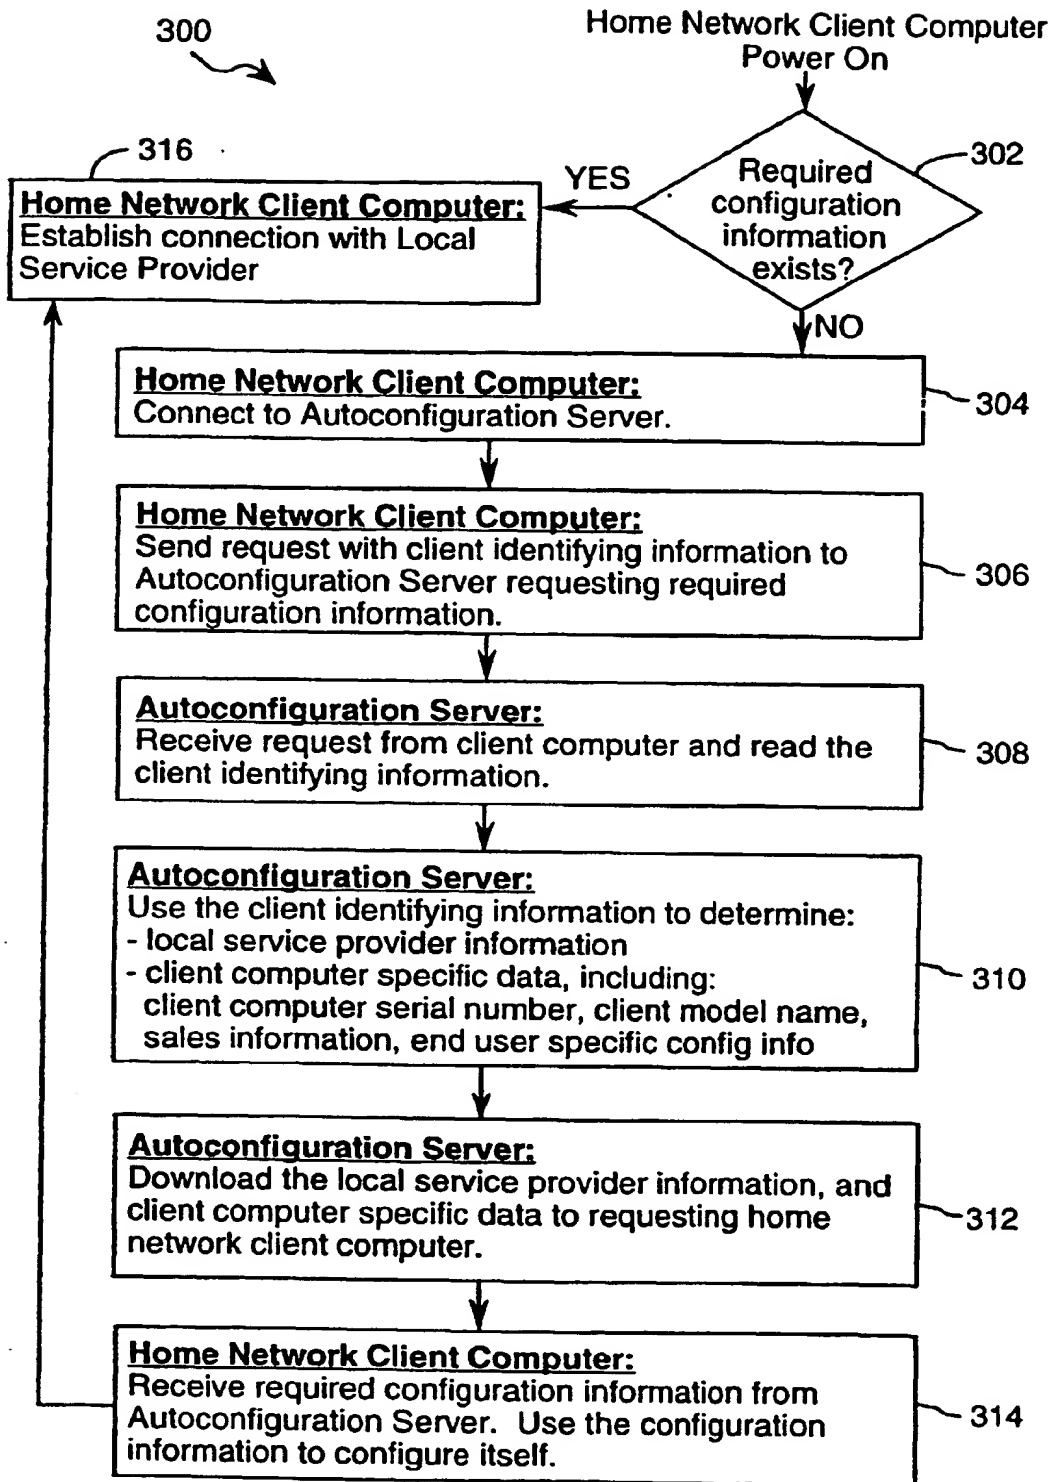 300
Home Network Client Computer
Power On
302
Required
configuration
information
exists?
YES
NO
316
Home Network Client Computer:
Establish connection with Local
Service Provider
Home Network Client Computer:
Connect to Autoconfiguration Server.
304
Home Network Client Computer:
Send request with client identifying information to
Autoconfiguration Server requesting required
configuration information.
306
Autoconfiguration Server:
Receive request from client computer and read the
client identifying information.
308
Autoconfiguration Server:
Use the client identifying information to determine:
- local service provider information
- client computer specific data, including:
client computer serial number, client model name,
sales information, end user specific config info
310
Autoconfiguration Server:
Download the local service provider information, and
client computer specific data to requesting home
network client computer.
312
Home Network Client Computer:
Receive required configuration information from
Autoconfiguration Server. Use the configuration
information to configure itself.
314